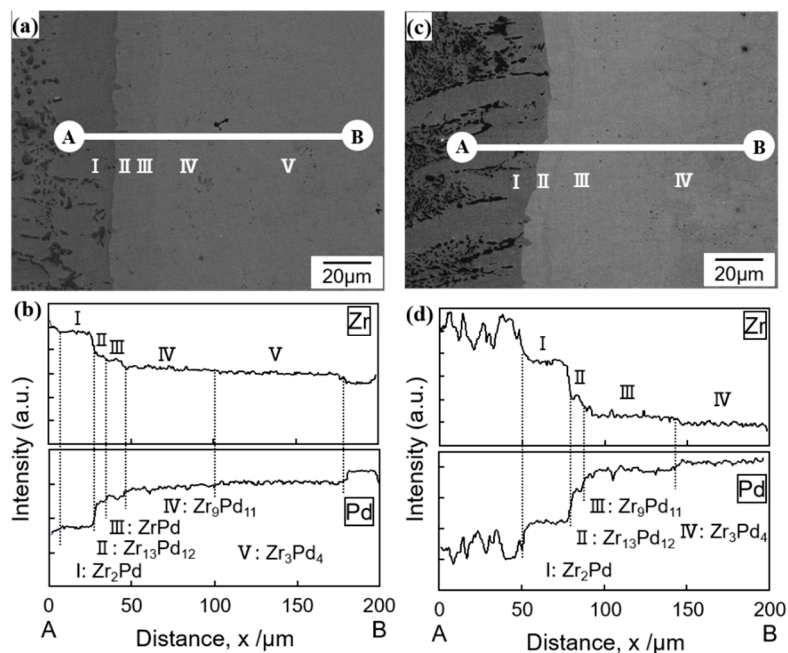 (a)
A B
Ⅰ Ⅱ Ⅲ Ⅳ Ⅴ
20μm
(c)
A B
Ⅰ Ⅱ Ⅲ Ⅳ
20μm
(b)
Zr
Ⅰ Ⅱ Ⅲ Ⅳ Ⅴ
Intensity (a.u.)
Pd
Ⅳ: Zr₉Pd₁₁
Ⅲ: ZrPd
Ⅱ: Zr₁₃Pd₁₂
Ⅴ: Zr₃Pd₄
Ⅰ: Zr₂Pd
0 50 100 150 200
A B
Distance, x /μm
(d)
Zr
Ⅰ Ⅱ Ⅲ Ⅳ
Intensity (a.u.)
Pd
Ⅲ: Zr₉Pd₁₁
Ⅱ: Zr₁₃Pd₁₂
Ⅳ: Zr₃Pd₄
Ⅰ: Zr₂Pd
0 50 100 150 200
A B
Distance, x /μm